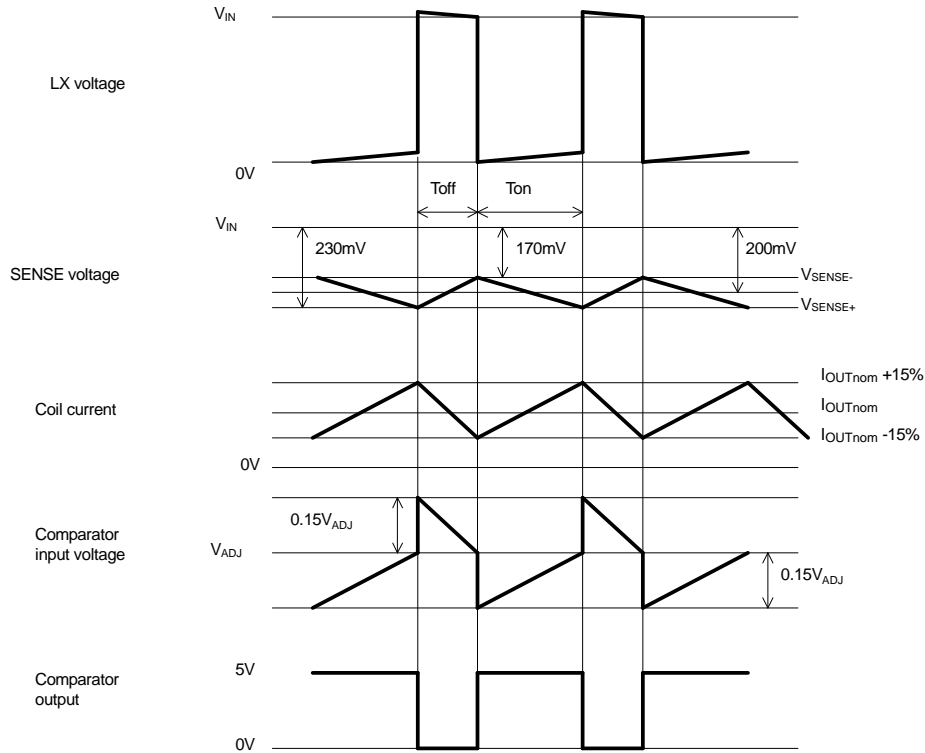 VIN
LX voltage
0V
Toff
Ton
VIN
230mV
170mV
200mV
SENSE voltage
VSENSE-
VSENSE+
IOUTnom +15%
Coil current
IOUTnom
IOUTnom -15%
0V
0.15VADJ
Comparator
input voltage
VADJ
0.15VADJ
5V
Comparator
output
0V